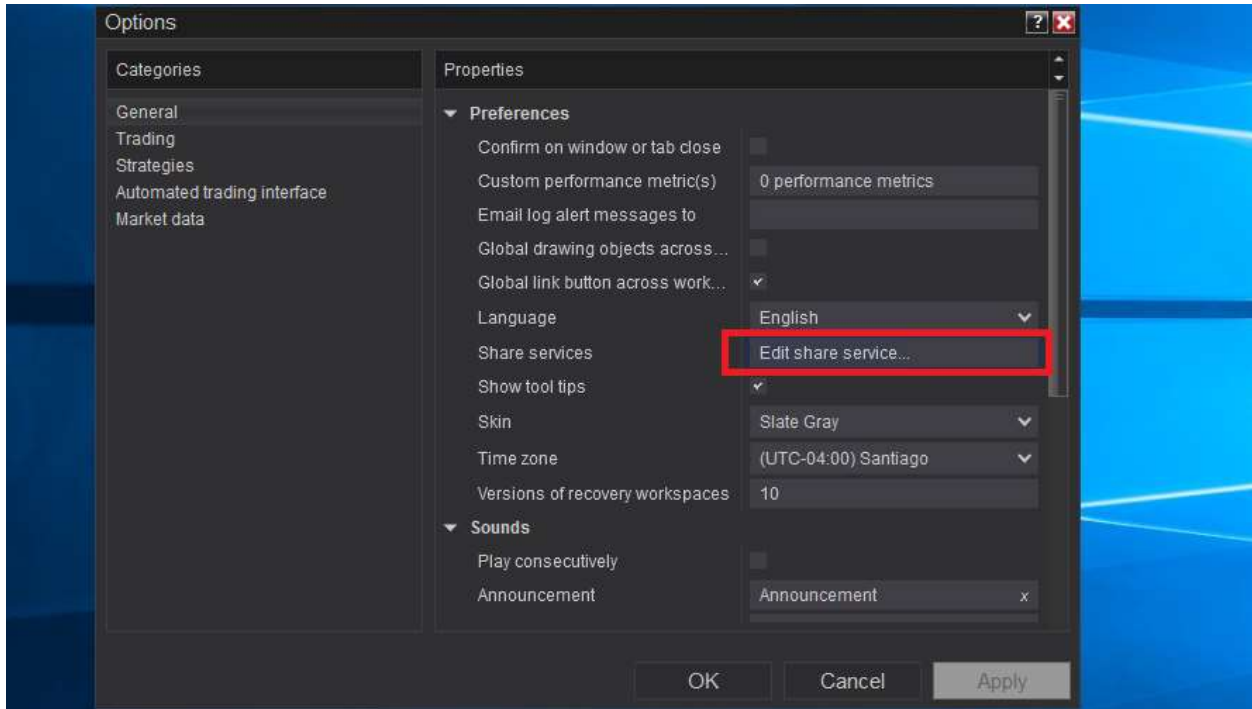 Options
?
Categories
General
Trading
Strategies
Automated trading interface
Market data
Properties
Preferences
Confirm on window or tab close
Custom performance metric(s) 0 performance metrics
Email log alert messages to
Global drawing objects across...
Global link button across work...
Language English
Share services Edit share service...
Show tool tips
Skin Slate Gray
Time zone (UTC-04:00) Santiago
Versions of recovery workspaces 10
Sounds
Play consecutively
Announcement Announcement x
OK Cancel Apply